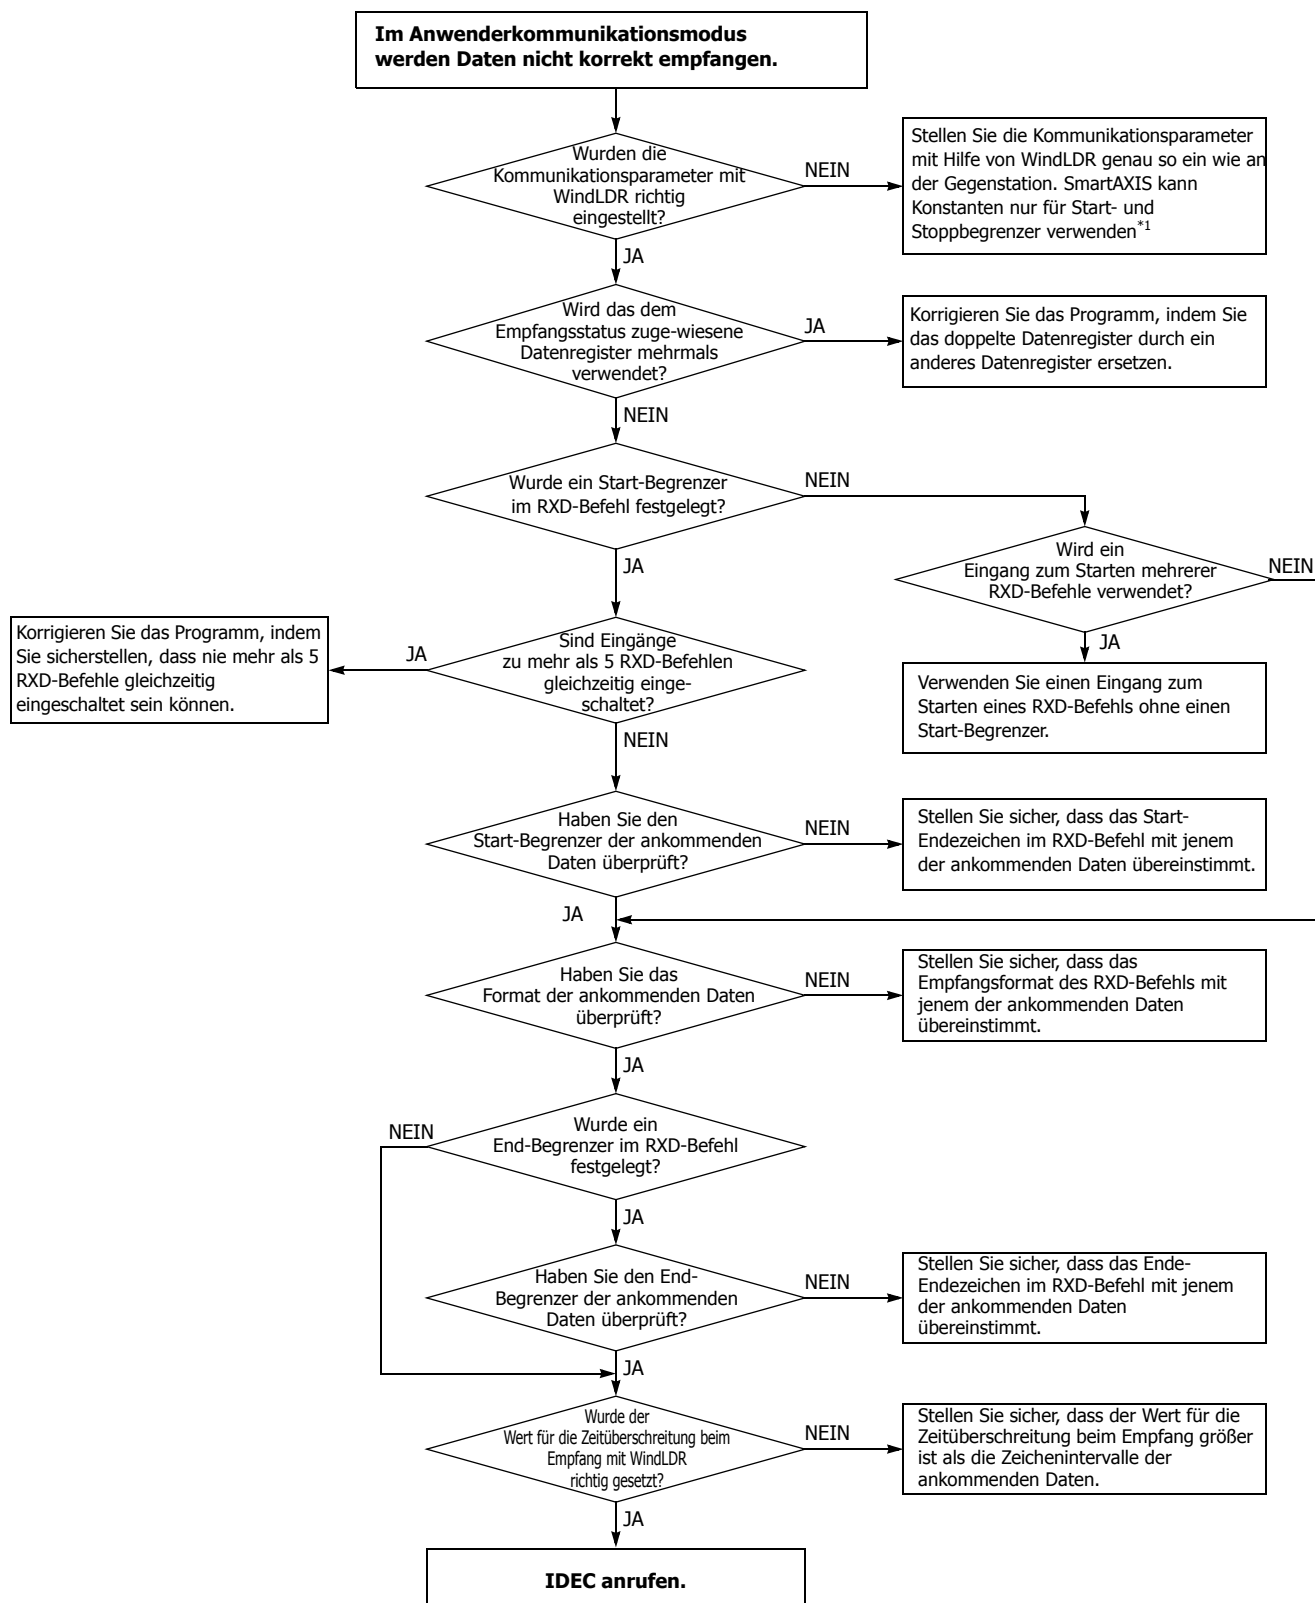 Im Anwenderkommunikationsmodus
werden Daten nicht korrekt empfangen.
Wurden die
Kommunikationsparameter mit
WindLDR richtig
eingestellt?
NEIN
Stellen Sie die Kommunikationsparameter
mit Hilfe von WindLDR genau so ein wie an
der Gegenstation. SmartAXIS kann
Konstanten nur für Start- und
Stoppbegrenzer verwenden*1
JA
Wird das dem
Empfangsstatus zuge-wiesene
Datenregister mehrmals
verwendet?
JA
Korrigieren Sie das Programm, indem Sie
das doppelte Datenregister durch ein
anderes Datenregister ersetzen.
NEIN
Wurde ein Start-Begrenzer
im RXD-Befehl festgelegt?
NEIN
Wird ein
Eingang zum Starten mehrerer
RXD-Befehle verwendet?
NEIN
JA
JA
Verwenden Sie einen Eingang zum
Starten eines RXD-Befehls ohne einen
Start-Begrenzer.
Sind Eingänge
zu mehr als 5 RXD-Befehlen
gleichzeitig einge-
schaltet?
JA
Korrigieren Sie das Programm, indem
Sie sicherstellen, dass nie mehr als 5
RXD-Befehle gleichzeitig
eingeschaltet sein können.
NEIN
Haben Sie den
Start-Begrenzer der ankommenden
Daten überprüft?
NEIN
Stellen Sie sicher, dass das Start-
Endezeichen im RXD-Befehl mit jenem
der ankommenden Daten übereinstimmt.
JA
Haben Sie das
Format der ankommenden Daten
überprüft?
NEIN
Stellen Sie sicher, dass das
Empfangsformat des RXD-Befehls mit
jenem der ankommenden Daten
übereinstimmt.
JA
Wurde ein
End-Begrenzer im RXD-Befehl
festgelegt?
NEIN
JA
Haben Sie den End-
Begrenzer der ankommenden
Daten überprüft?
NEIN
Stellen Sie sicher, dass das Ende-
Endezeichen im RXD-Befehl mit jenem
der ankommenden Daten
übereinstimmt.
JA
Wurde der
Wert für die Zeitüberschreitung beim
Empfang mit WindLDR
richtig gesetzt?
NEIN
Stellen Sie sicher, dass der Wert für die
Zeitüberschreitung beim Empfang größer
ist als die Zeichenintervalle der
ankommenden Daten.
JA
IDEC anrufen.